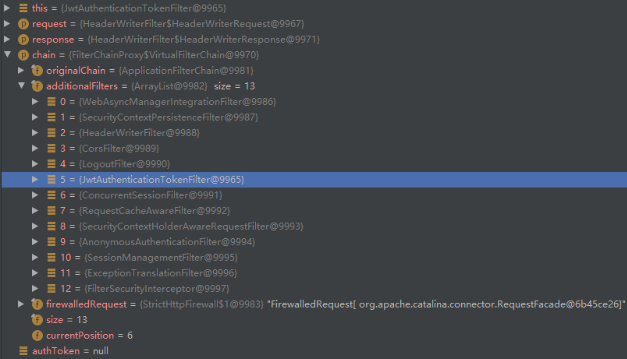 this = {JwtAuthenticationTokenFilter@9965}
request = {HeaderWriterFilter$HeaderWriterRequest@9967}
response = {HeaderWriterFilter$HeaderWriterResponse@9971}
chain = {FilterChainProxy$VirtualFilterChain@9970}
originalChain = {ApplicationFilterChain@9981}
additionalFilters = {ArrayList@9982} size = 13
0 = {WebAsyncManagerIntegrationFilter@9986}
1 = {SecurityContextPersistenceFilter@9987}
2 = {HeaderWriterFilter@9988}
3 = {CorsFilter@9989}
4 = {LogoutFilter@9990}
5 = {JwtAuthenticationTokenFilter@9965}
6 = {ConcurrentSessionFilter@9991}
7 = {RequestCacheAwareFilter@9992}
8 = {SecurityContextHolderAwareRequestFilter@9993}
9 = {AnonymousAuthenticationFilter@9994}
10 = {SessionManagementFilter@9995}
11 = {ExceptionTranslationFilter@9996}
12 = {FilterSecurityInterceptor@9997}
firewalledRequest = {StrictHttpFirewall$1@9983} "FirewalledRequest[ org.apache.catalina.connector.RequestFacade@6b45ce26]"
size = 13
currentPosition = 6
authToken = null